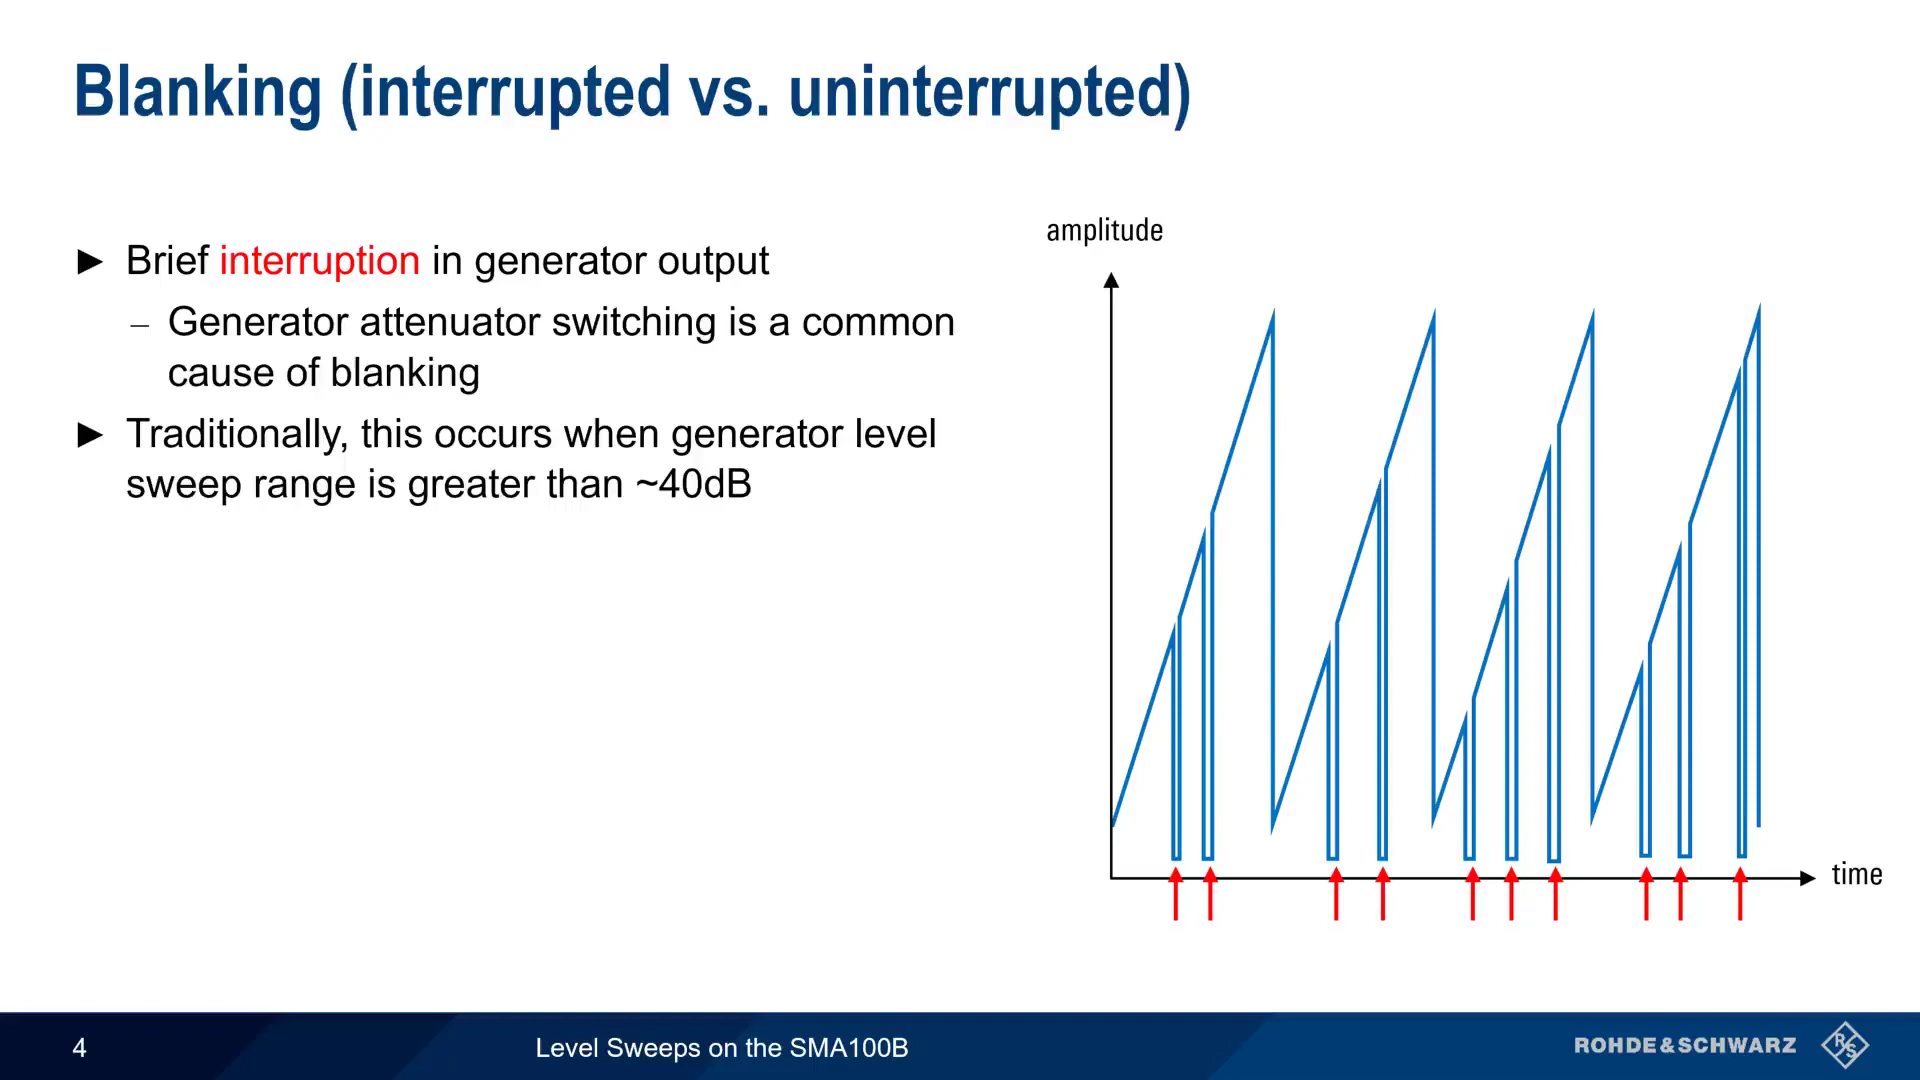 Blanking (interrupted vs. uninterrupted)
► Brief interruption in generator output
– Generator attenuator switching is a common
cause of blanking
► Traditionally, this occurs when generator level
sweep range is greater than ~40dB
amplitude
time
4
Level Sweeps on the SMA100B
ROHDE&SCHWARZ
R&S